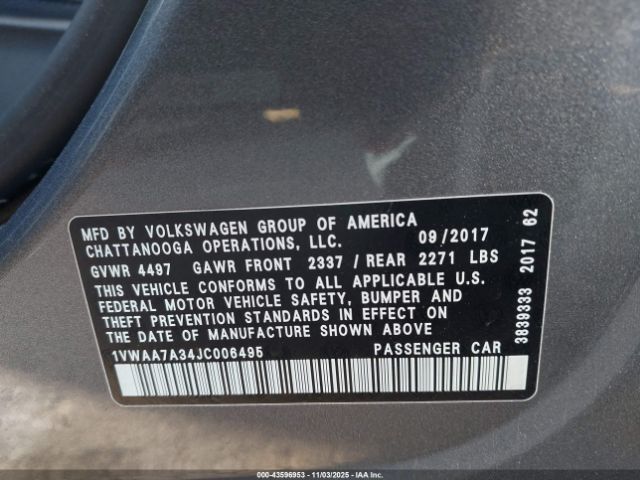 MFD BY VOLKSWAGEN GROUP OF AMERICA
CHATTANOOGA OPERATIONS, LLC. 09/2017
GVWR 4497 GAWR FRONT 2337 / REAR 2271 LBS
THIS VEHICLE CONFORMS TO ALL APPLICABLE U.S.
FEDERAL MOTOR VEHICLE SAFETY, BUMPER AND
THEFT PREVENTION STANDARDS IN EFFECT ON
THE DATE OF MANUFACTURE SHOWN ABOVE
1VWAA7A34JC006495 PASSENGER CAR
3839333 2017 62
000-43596953 - 11/03/2025 - IAA Inc.